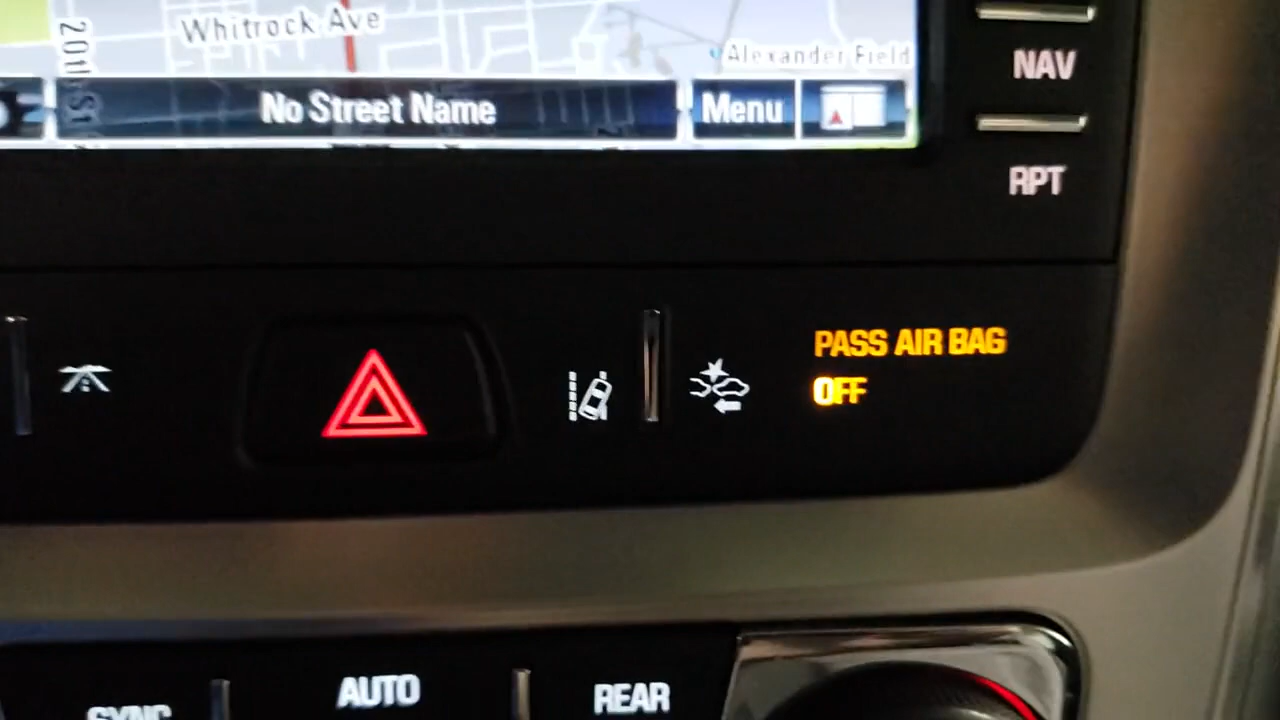 Whitrock Ave
Alexander Field
No Street Name
Menu
NAV
RPT
PASS AIR BAG
OFF
SYNC
AUTO
REAR